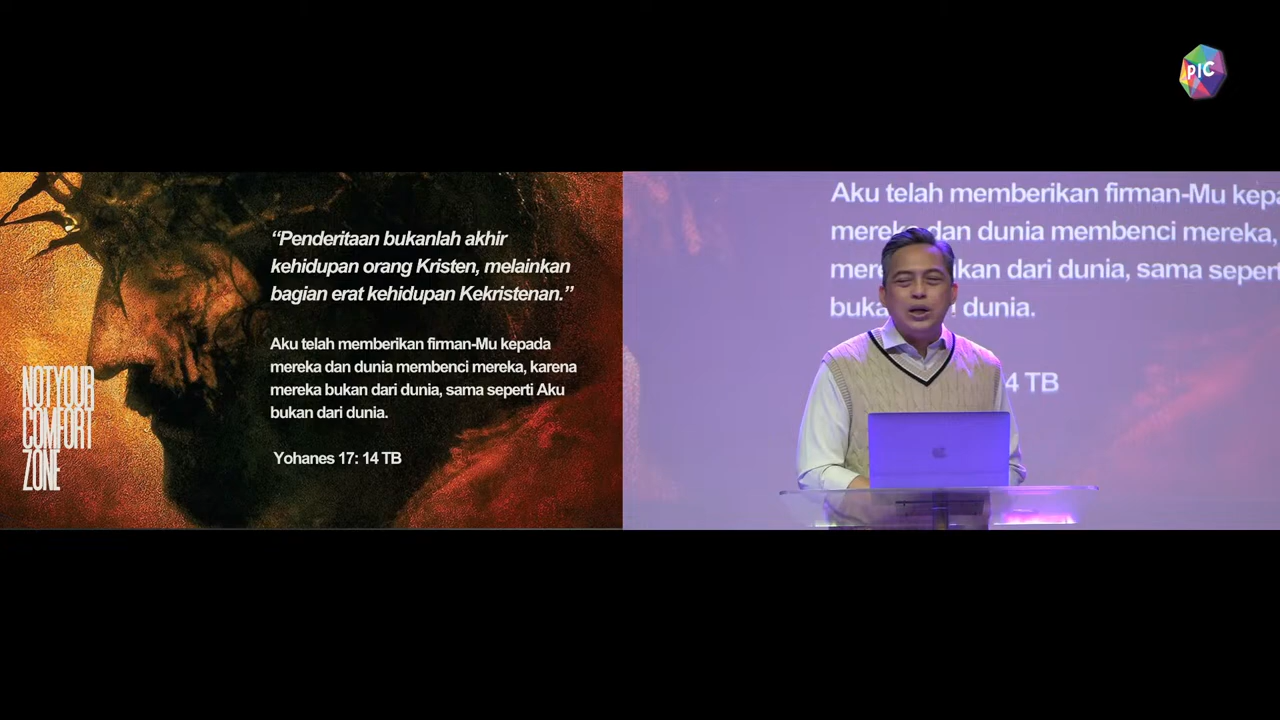 PIC
“Penderitaan bukanlah akhir
kehidupan orang Kristen, melainkan
bagian erat kehidupan Kekristenan.”
Aku telah memberikan firman-Mu kepada
mereka dan dunia membenci mereka, karena
mereka bukan dari dunia, sama seperti Aku
bukan dari dunia.
Yohanes 17: 14 TB
NOT YOUR
COMFORT
ZONE
Aku telah memberikan firman-Mu kepa
dan dunia membenci mereka,
dari dunia, sama seperti
dunia.
4 TB